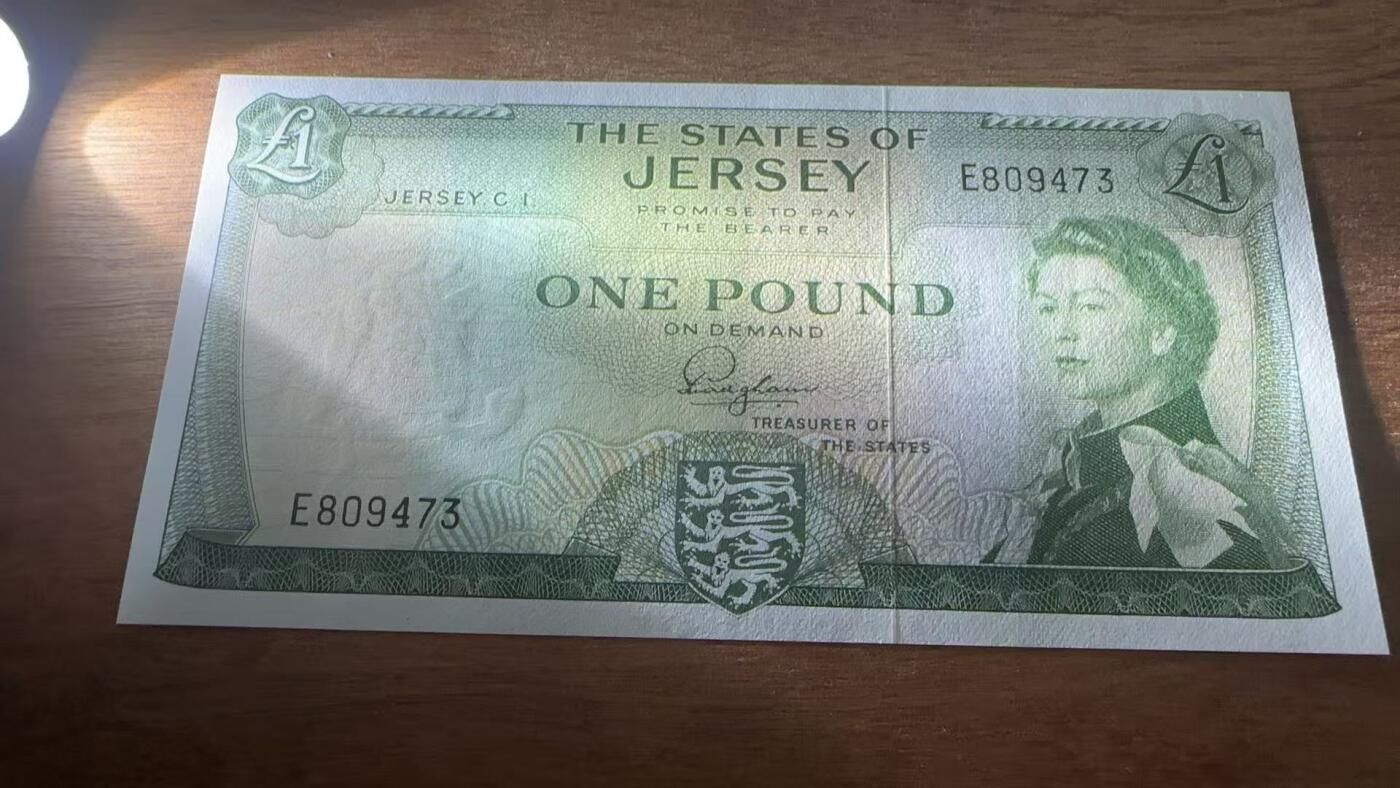 £1
THE STATES OF
JERSEY
E809473
£1
JERSEY C I.
PROMISE TO PAY
THE BEARER
ONE POUND
ON DEMAND
TREASURER OF
THE STATES
E809473